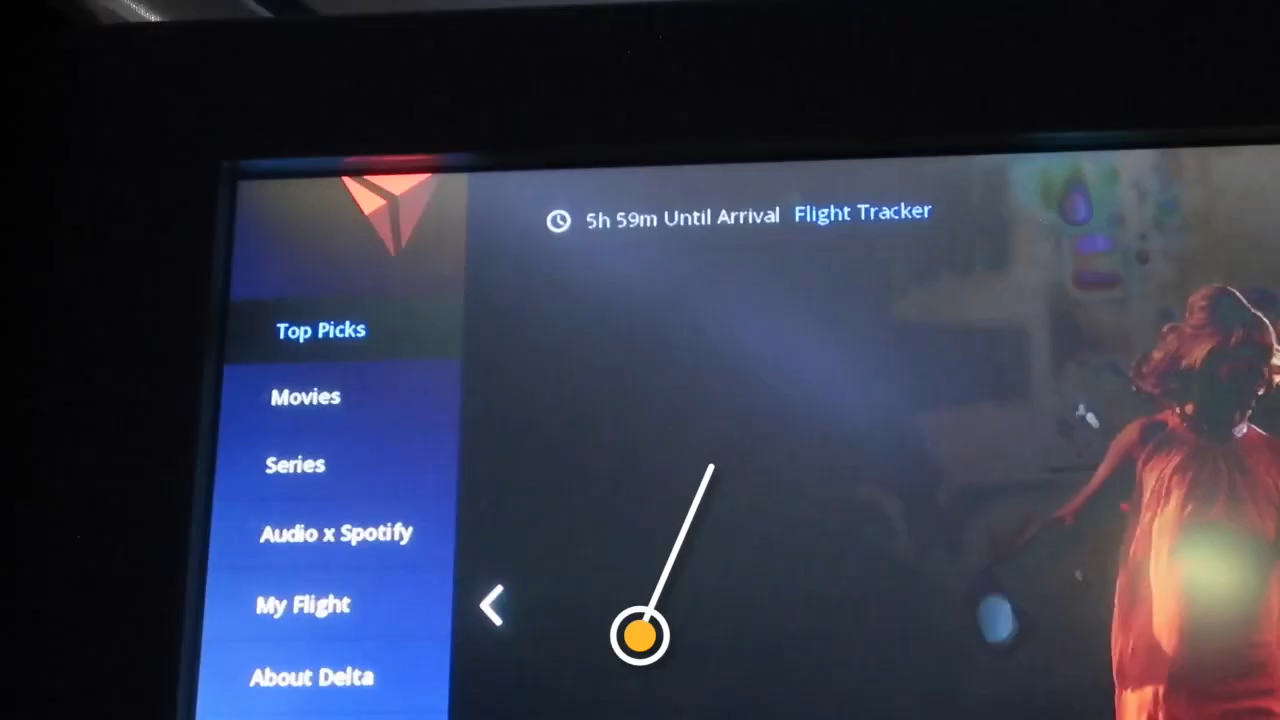 5h 59m Until Arrival Flight Tracker
Top Picks
Movies
Series
Audio x Spotify
My Flight
About Delta